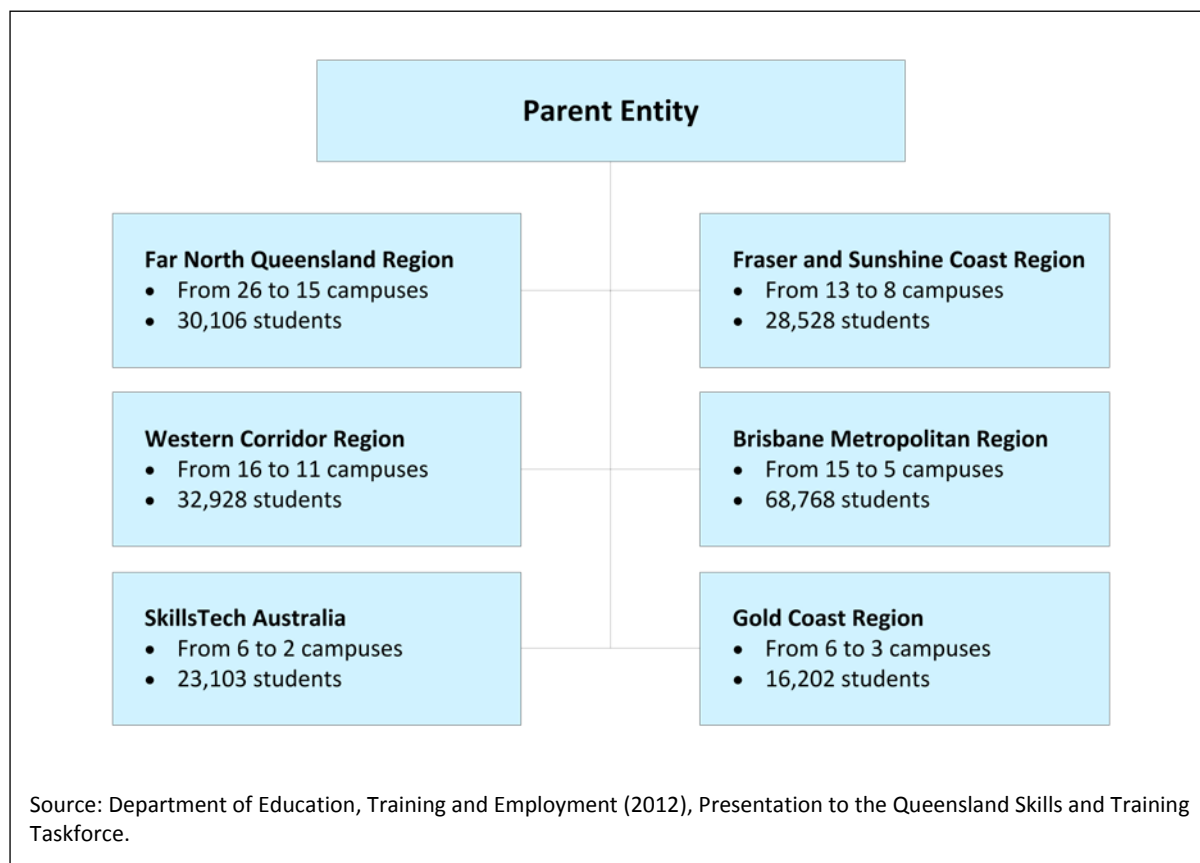 Parent Entity
Far North Queensland Region
• From 26 to 15 campuses
• 30,106 students
Fraser and Sunshine Coast Region
• From 13 to 8 campuses
• 28,528 students
Western Corridor Region
• From 16 to 11 campuses
• 32,928 students
Brisbane Metropolitan Region
• From 15 to 5 campuses
• 68,768 students
SkillsTech Australia
• From 6 to 2 campuses
• 23,103 students
Gold Coast Region
• From 6 to 3 campuses
• 16,202 students
Source: Department of Education, Training and Employment (2012), Presentation to the Queensland Skills and Training
Taskforce.